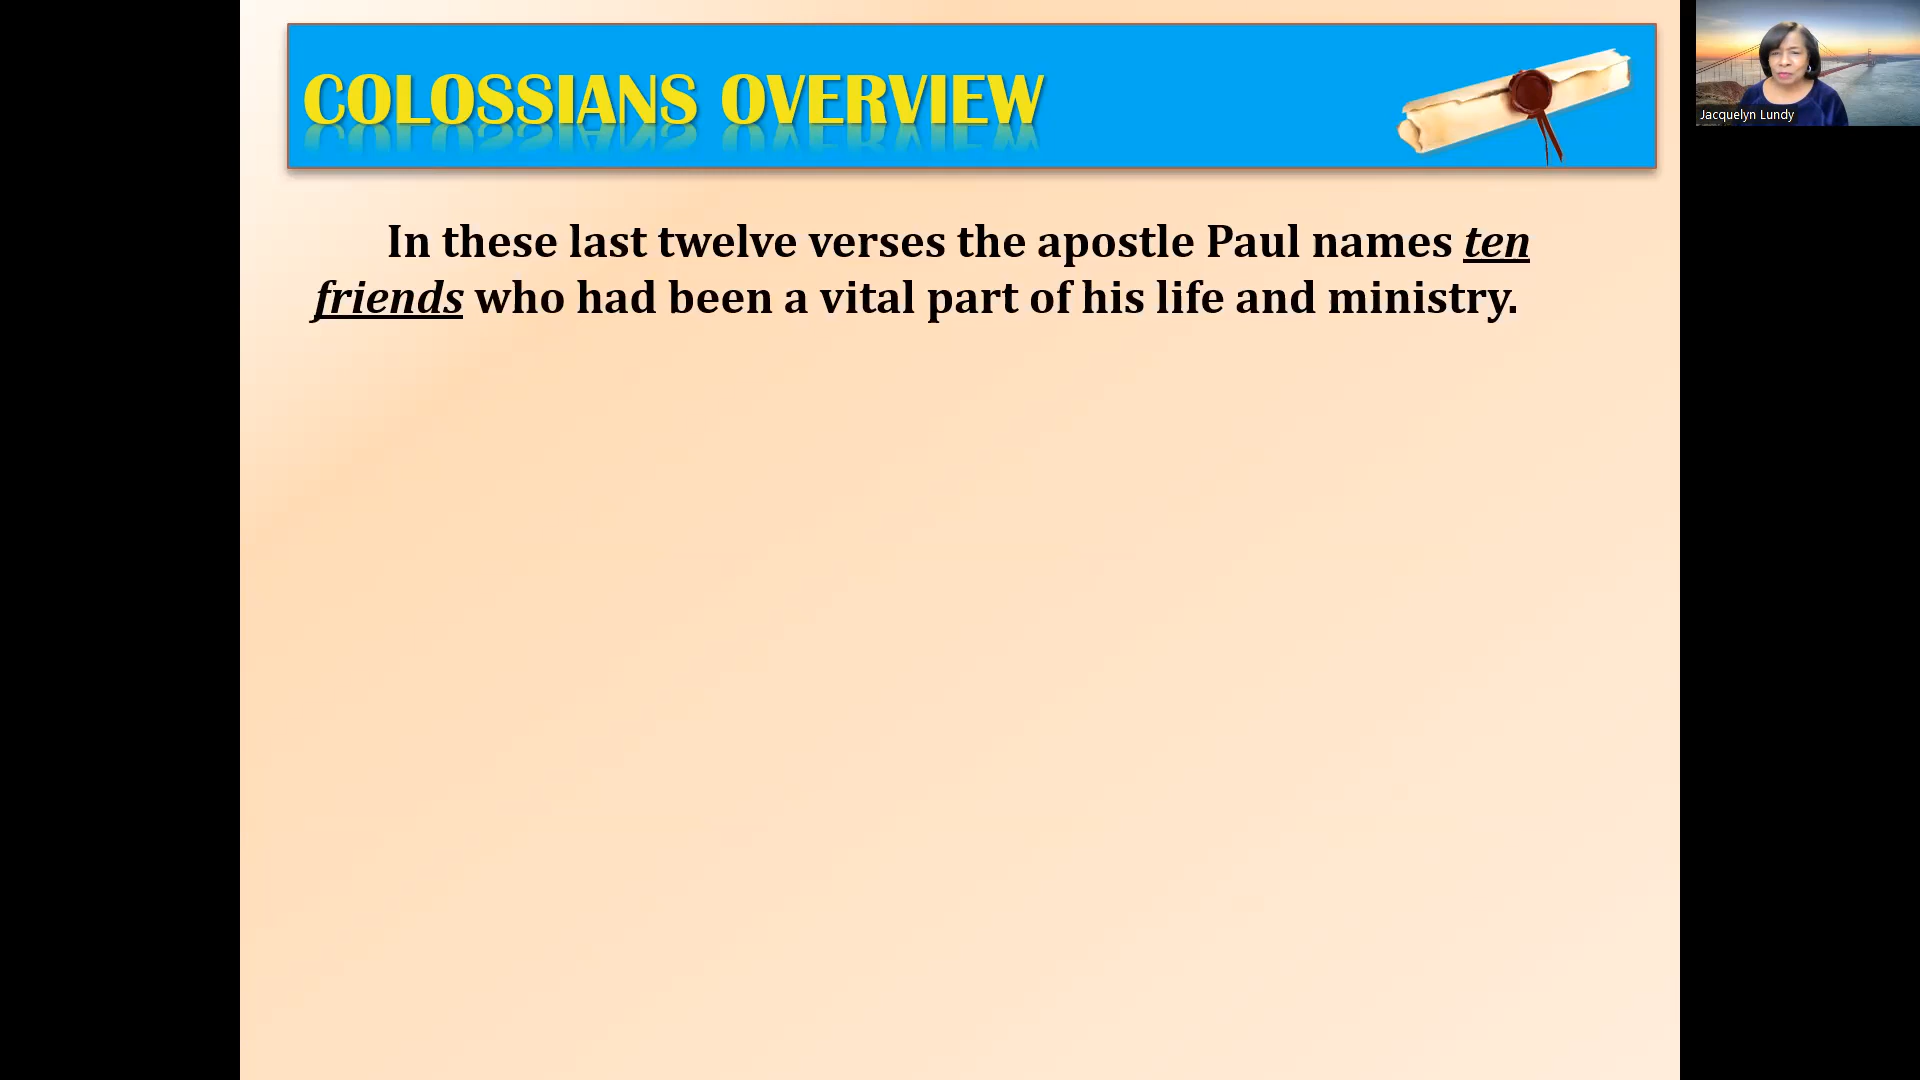 COLOSSIANS OVERVIEW
Jacquelyn Lundy
In these last twelve verses the apostle Paul names ten
friends who had been a vital part of his life and ministry.